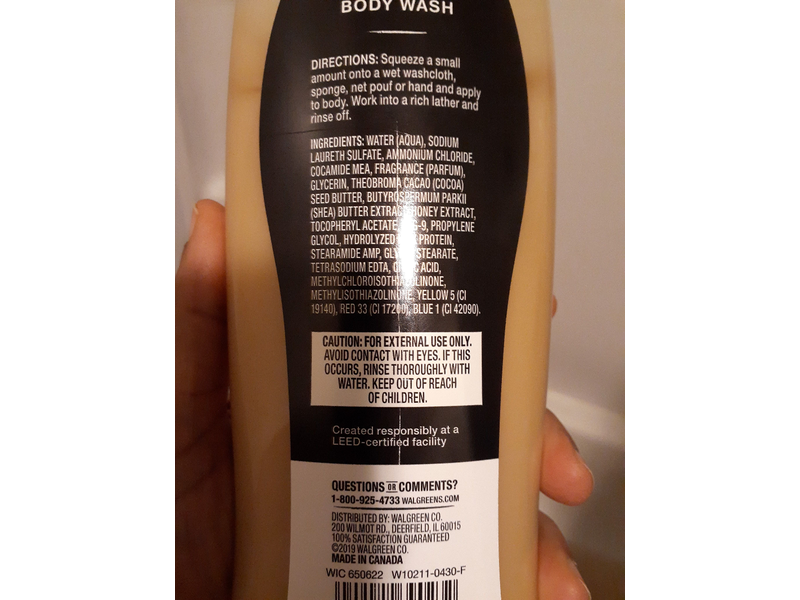 BODY WASH
DIRECTIONS: Squeeze a small
amount onto a wet washcloth,
sponge, net pouf or hand and apply
to body. Work into a rich lather and
rinse off.
INGREDIENTS: WATER (AQUA), SODIUM
LAURETH SULFATE, AMMONIUM CHLORIDE,
COCAMIDE MEA, FRAGRANCE (PARFUM),
GLYCERIN, THEOBROMA CACAO (COCOA)
SEED BUTTER, BUTYROSPERMUM PARKII
(SHEA) BUTTER EXTRACT, HONEY EXTRACT,
TOCOPHERYL ACETATE, PROPYLENE
GLYCOL, HYDROLYZED PROTEIN,
STEARAMIDE AMP, STEARATE,
TETRASODIUM EDTA, ACID,
METHYLCHLOROISOTHIAZOLINONE,
METHYLISOTHIAZOLINONE, YELLOW 5 (CI
19140), RED 33 (CI 17200), BLUE 1 (CI 42090).
CAUTION: FOR EXTERNAL USE ONLY.
AVOID CONTACT WITH EYES. IF THIS
OCCURS, RINSE THOROUGHLY WITH
WATER. KEEP OUT OF REACH
OF CHILDREN.
Created responsibly at a
LEED-certified facility
QUESTIONS OR COMMENTS?
1-800-925-4733 WALGREENS.COM
DISTRIBUTED BY: WALGREEN CO.
200 WILMOT RD., DEERFIELD, IL 60015
100% SATISFACTION GUARANTEED
©2019 WALGREEN CO.
MADE IN CANADA
WIC 650622 W10211-0430-F